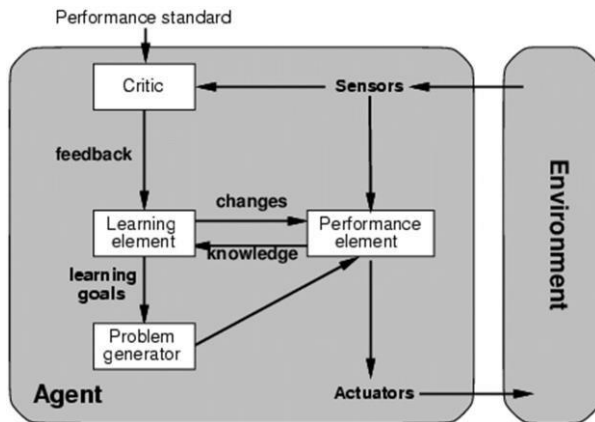 Performance standard
Critic
Sensors
feedback
changes
Learning
element
Performance
element
knowledge
learning
goals
Problem
generator
Agent
Actuators
Environment